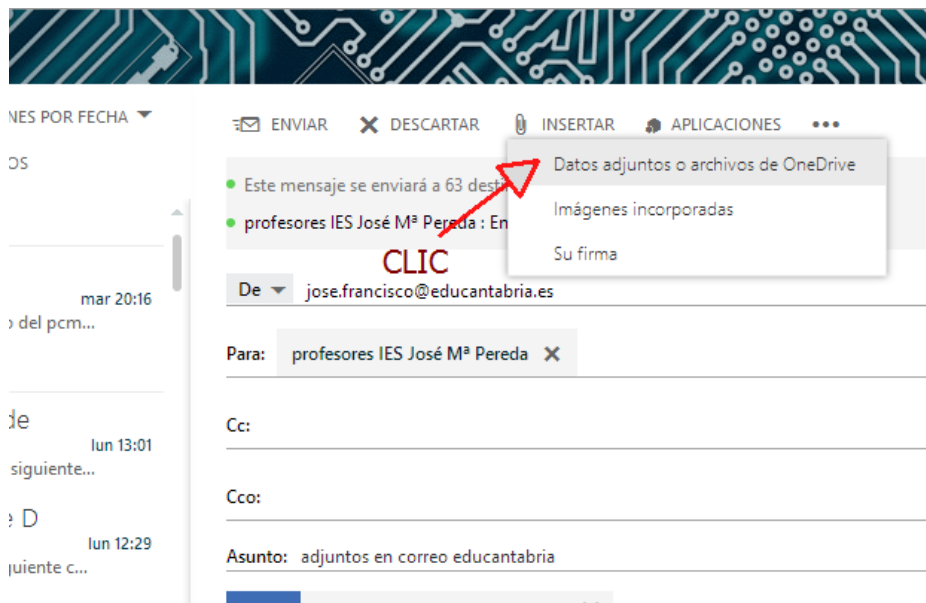 NES POR FECHA
OS
mar 20:16
o del pcm...
de
lun 13:01
siguiente...
e D
lun 12:29
guiente c...
ENVIAR DESCARTAR INSERTAR APLICACIONES •••
Datos adjuntos o archivos de OneDrive
Imágenes incorporadas
Su firma
Este mensaje se enviará a 63 desti
profesores IES José Mª Pereda : En
CLIC
De jose.francisco@educantabria.es
Para: profesores IES José Mª Pereda
Cc:
Cco:
Asunto: adjuntos en correo educantabria